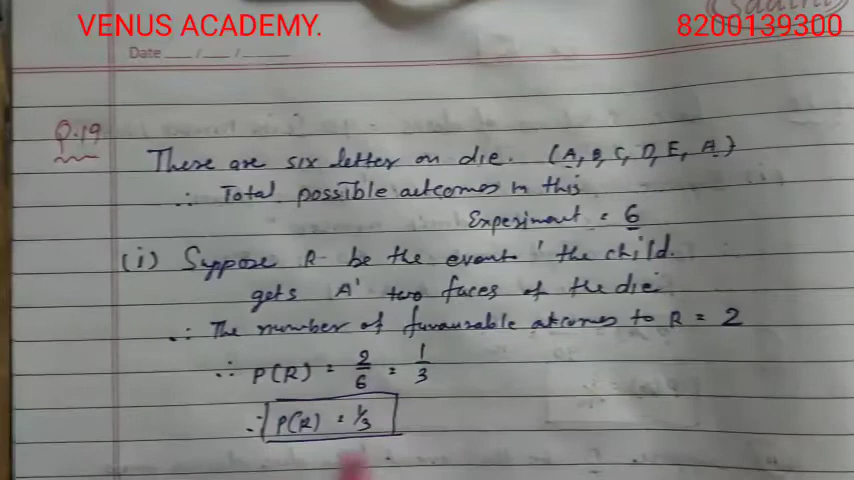 VENUS ACADEMY.
8200139300
Date
Q.19
There are six letter on die. (A, B, C, D, E, A)
∴ Total possible outcomes in this
Experiment = 6
(i) Suppose R be the event ' the child.
gets A' two faces of the die
∴ The number of favourable outcomes to R = 2
∴ P(R) = 2/6 = 1/3
∴ P(R) = 1/3